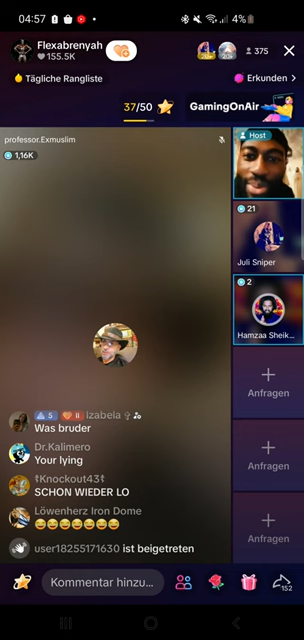 04:57
4%
Flexabrenyah
155.5K
375
Tägliche Rangliste
Erkunden >
37/50
GamingOnAir
professor.Exmuslim
1,16K
Host
21
Juli Sniper
2
Hamzaa Sheik...
Anfragen
Anfragen
Anfragen
5 II Izabela
Was bruder
Dr.Kalimero
Your lying
Knockout43
SCHON WIEDER LO
Löwenherz Iron Dome
😂😂😂😂😂😂😂
user18255171630 ist beigetreten
Kommentar hinzu...
152